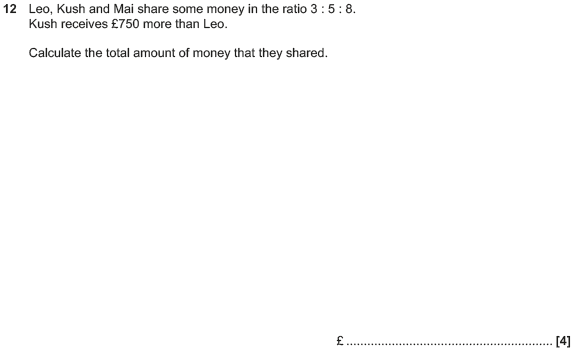 12 Leo, Kush and Mai share some money in the ratio 3 : 5 : 8.
Kush receives £750 more than Leo.
Calculate the total amount of money that they shared.
£ ........................................................... [4]